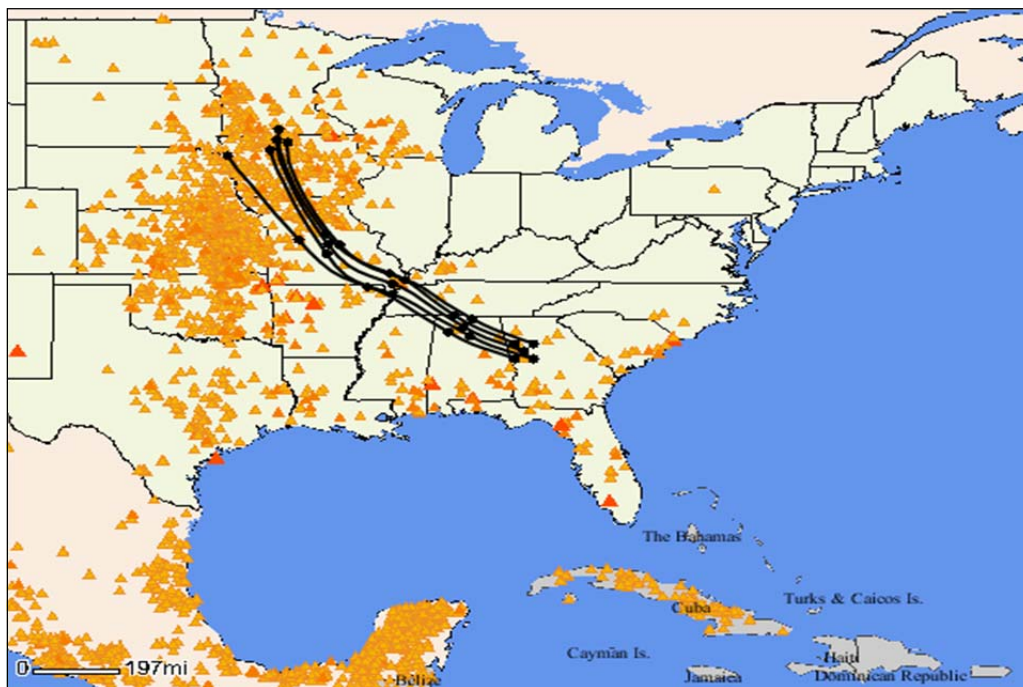 The Bahamas
Turks & Caicos Is.
Cuba
Cayman Is.
Haiti
Dominican Republic
Jamaica
Belize
0 197mi